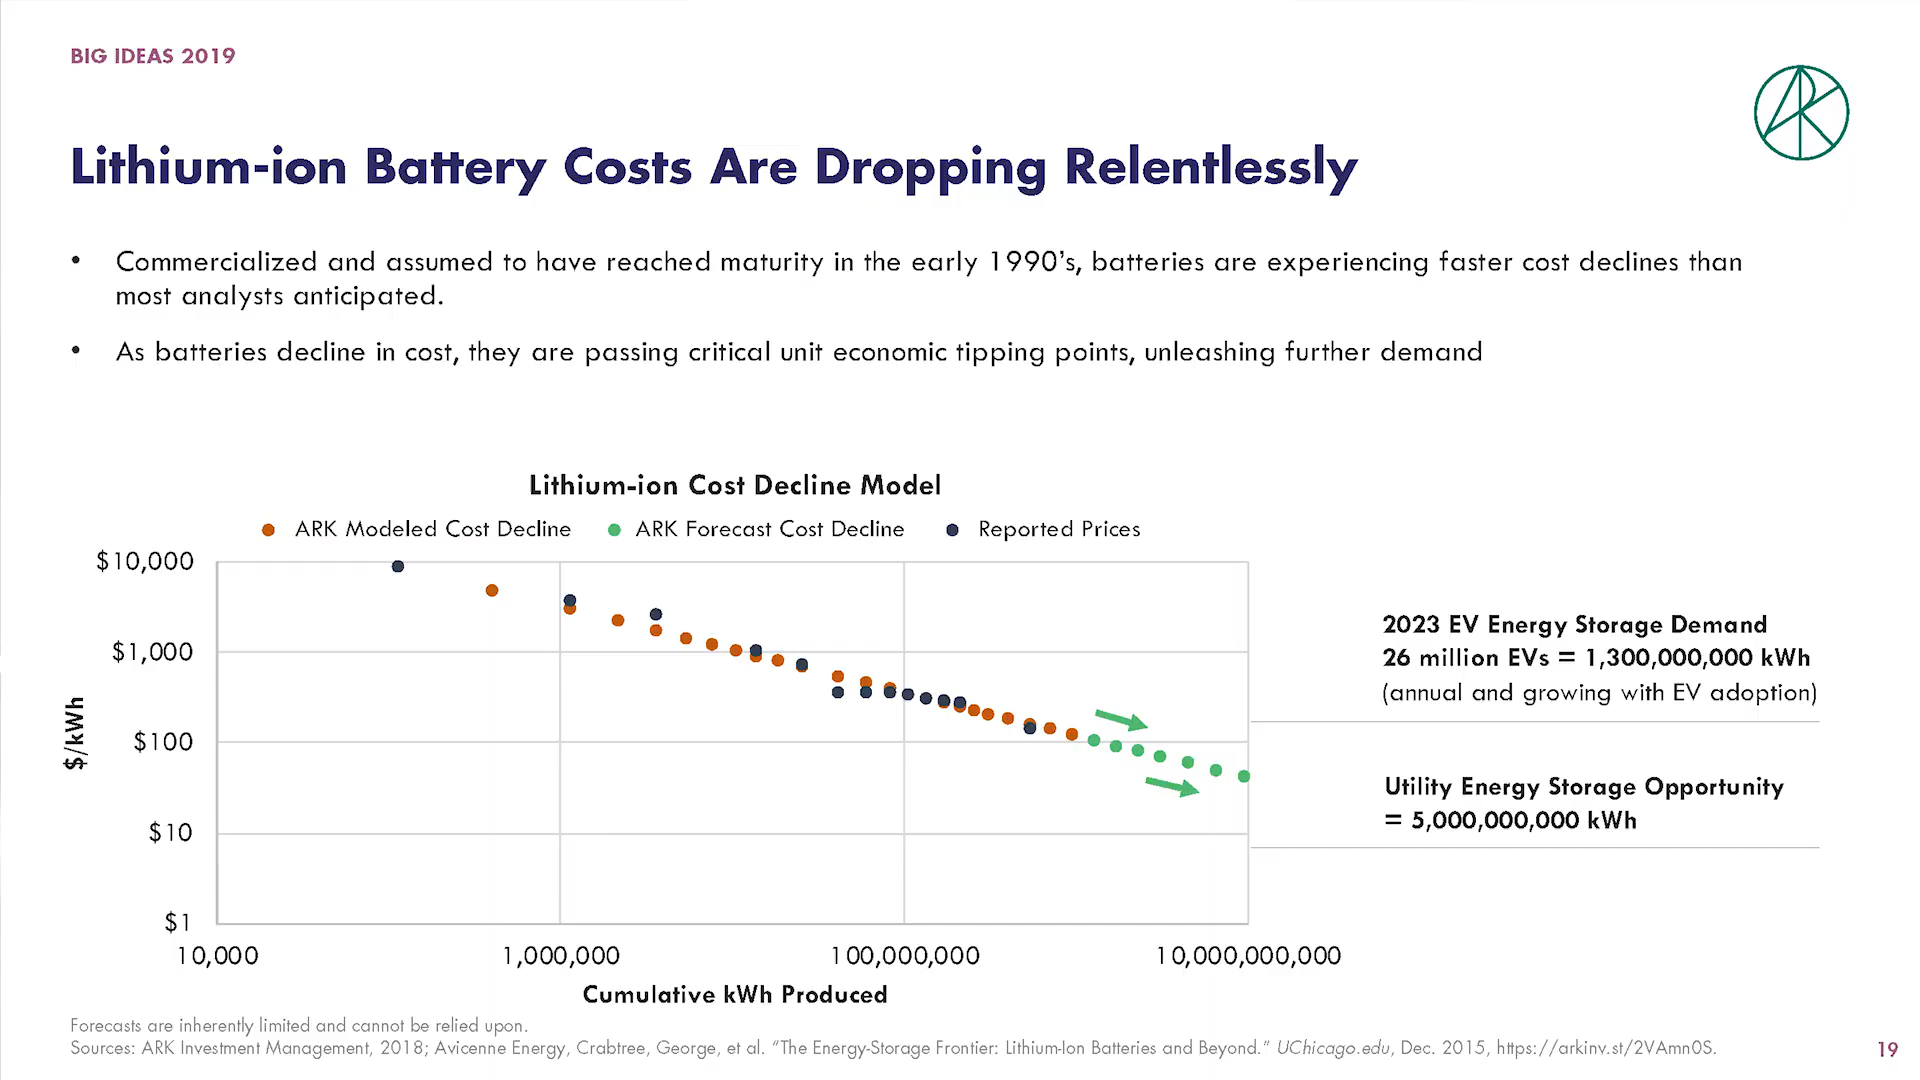 BIG IDEAS 2019
ARK
Lithium-ion Battery Costs Are Dropping Relentlessly
• Commercialized and assumed to have reached maturity in the early 1990's, batteries are experiencing faster cost declines than
most analysts anticipated.
• As batteries decline in cost, they are passing critical unit economic tipping points, unleashing further demand
Lithium-ion Cost Decline Model
ARK Modeled Cost Decline
ARK Forecast Cost Decline
Reported Prices
$10,000
$1,000
$100
$10
$1
$/kWh
10,000
1,000,000
100,000,000
10,000,000,000
Cumulative kWh Produced
2023 EV Energy Storage Demand
26 million EVs = 1,300,000,000 kWh
(annual and growing with EV adoption)
Utility Energy Storage Opportunity
= 5,000,000,000 kWh
Forecasts are inherently limited and cannot be relied upon.
Sources: ARK Investment Management, 2018; Avicenne Energy, Crabtree, George, et al. "The Energy-Storage Frontier: Lithium-Ion Batteries and Beyond." UChicago.edu, Dec. 2015, https://arkinv.st/2VAmn0S.
19